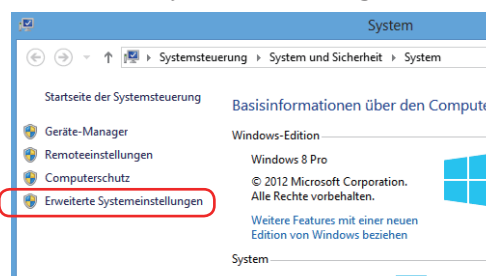 System
Systemsteuerung ▸ System und Sicherheit ▸ System
Startseite der Systemsteuerung
Geräte-Manager
Remoteeinstellungen
Computerschutz
Erweiterte Systemeinstellungen
Basisinformationen über den Compute
Windows-Edition
Windows 8 Pro
© 2012 Microsoft Corporation.
Alle Rechte vorbehalten.
Weitere Features mit einer neuen
Edition von Windows beziehen
System